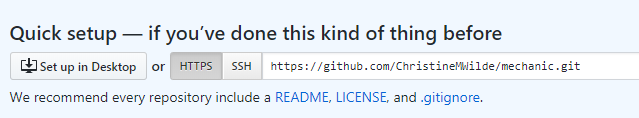 Quick setup — if you’ve done this kind of thing before
Set up in Desktop or HTTPS SSH https://github.com/ChristineMWilde/mechanic.git
We recommend every repository include a README, LICENSE, and .gitignore.